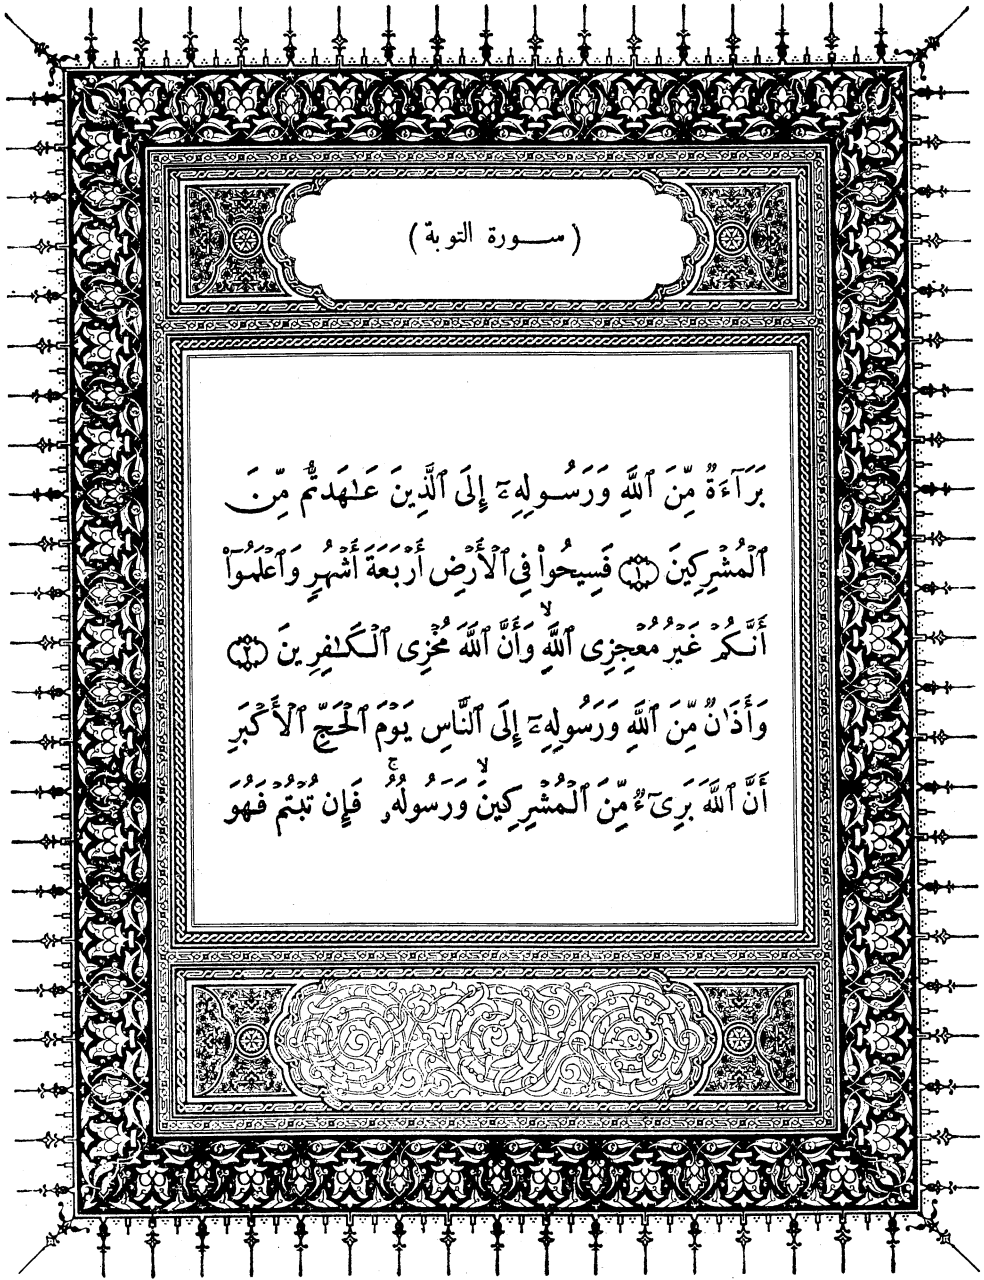 (سورة التوبة)
بَرَآءَةٌ مِّنَ ٱللَّهِ وَرَسُولِهِۦٓ إِلَى ٱلَّذِينَ عَـٰهَدتُّم مِّنَ
ٱلْمُشْرِكِينَ ١ فَسِيحُوا۟ فِى ٱلْأَرْضِ أَرْبَعَةَ أَشْهُرٍ وَٱعْلَمُوٓا۟
أَنَّكُمْ غَيْرُ مُعْجِزِى ٱللَّهِ ۙ وَأَنَّ ٱللَّهَ مُخْزِى ٱلْكَـٰفِرِينَ ٢
وَأَذَٰنٌ مِّنَ ٱللَّهِ وَرَسُولِهِۦٓ إِلَى ٱلنَّاسِ يَوْمَ ٱلْحَجِّ ٱلْأَكْبَرِ
أَنَّ ٱللَّهَ بَرِىٓءٌ مِّنَ ٱلْمُشْرِكِينَ ۙ وَرَسُولُهُۥ ۚ فَإِن تُبْتُمْ فَهُوَ